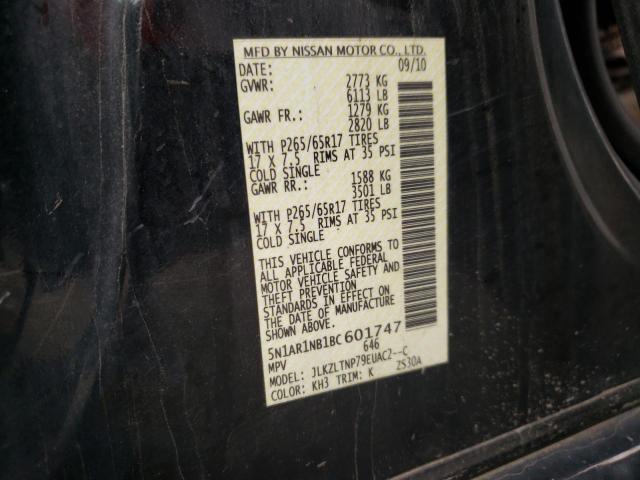 MFD BY NISSAN MOTOR CO., LTD.
DATE: 09/10
GVWR: 2773 KG
6113 LB
GAWR FR.: 1279 KG
2820 LB
WITH P265/65R17 TIRES
17 X 7.5 RIMS AT 35 PSI
COLD SINGLE
GAWR RR.: 1588 KG
3501 LB
WITH P265/65R17 TIRES
17 X 7.5 RIMS AT 35 PSI
COLD SINGLE
THIS VEHICLE CONFORMS TO
ALL APPLICABLE FEDERAL
MOTOR VEHICLE SAFETY AND
THEFT PREVENTION
STANDARDS IN EFFECT ON
THE DATE OF MANUFACTURE
SHOWN ABOVE.
5N1AR1NB1BC601747
MPV 646
MODEL: JLKZLTNP79EUAC2--C
COLOR: KH3 TRIM: K ZS30A